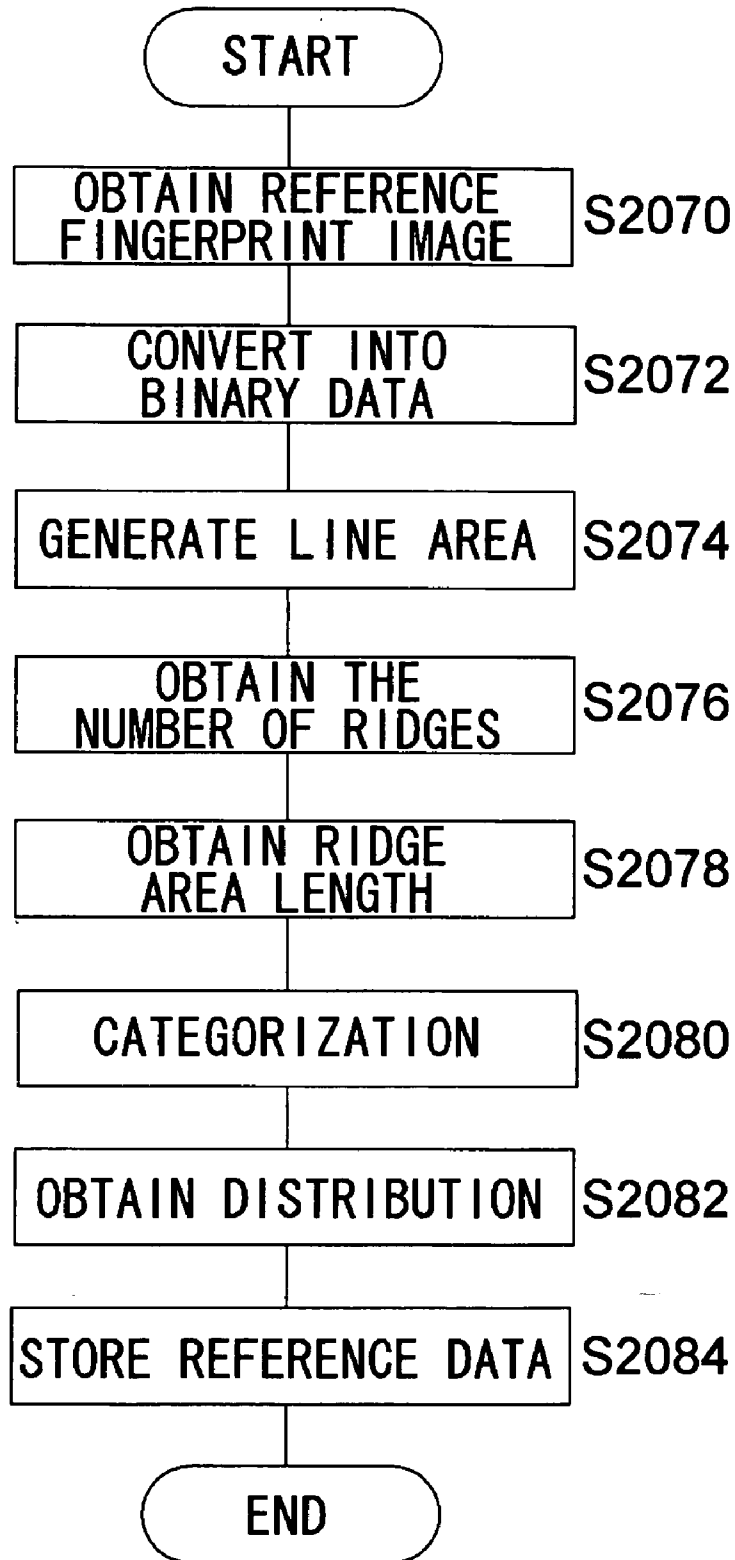 START
OBTAIN REFERENCE
FINGERPRINT IMAGE
S2070
CONVERT INTO
BINARY DATA
S2072
GENERATE LINE AREA
S2074
OBTAIN THE
NUMBER OF RIDGES
S2076
OBTAIN RIDGE
AREA LENGTH
S2078
CATEGORIZATION
S2080
OBTAIN DISTRIBUTION
S2082
STORE REFERENCE DATA
S2084
END